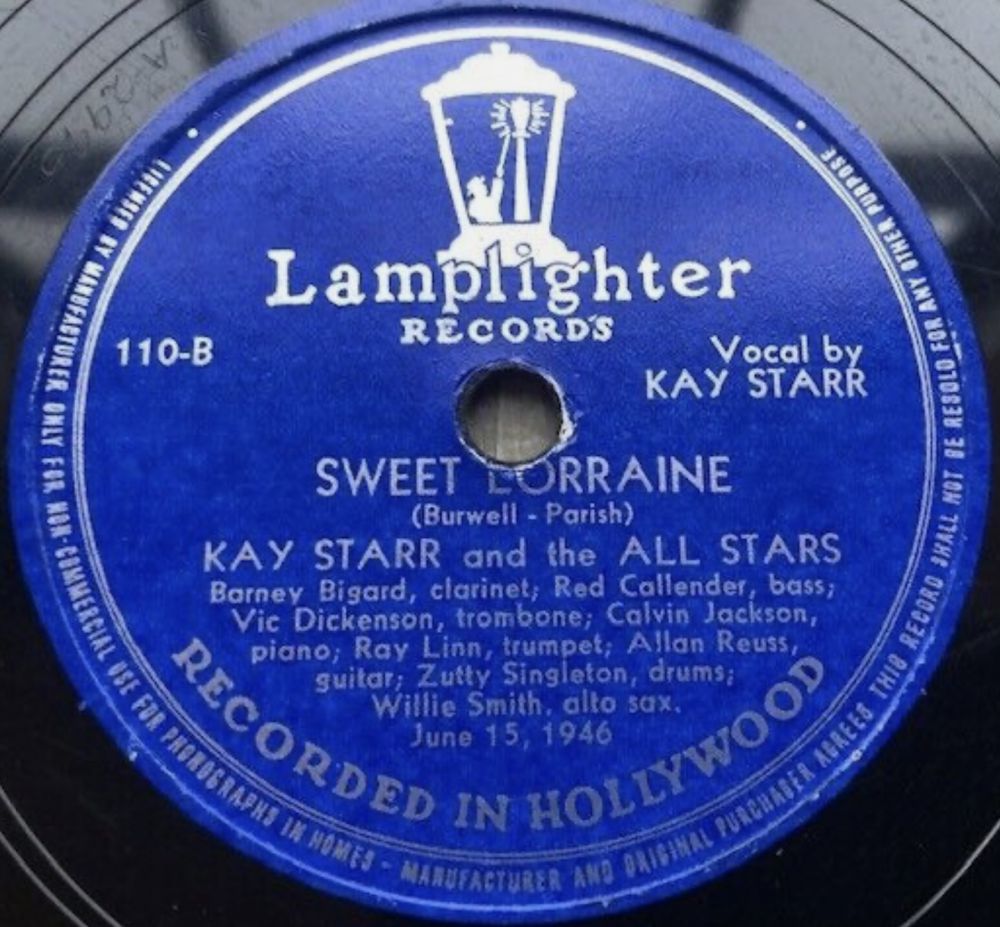 Lamplighter
RECORDS
110-B
Vocal by
KAY STARR
SWEET LORRAINE
(Burwell - Parish)
KAY STARR and the ALL STARS
Barney Bigard, clarinet; Red Callender, bass;
Vic Dickenson, trombone; Calvin Jackson,
piano; Ray Linn, trumpet; Allan Reuss,
guitar; Zutty Singleton, drums;
Willie Smith, alto sax.
June 15, 1946
RECORDED IN HOLLYWOOD
LICENSED BY MANUFACTURER ONLY FOR NON-COMMERCIAL USE FOR PHONOGRAPHS IN HOMES - MANUFACTURER AND ORIGINAL PURCHASER AGREES THIS RECORD SHALL NOT BE RESOLD FOR ANY OTHER PURPOSE